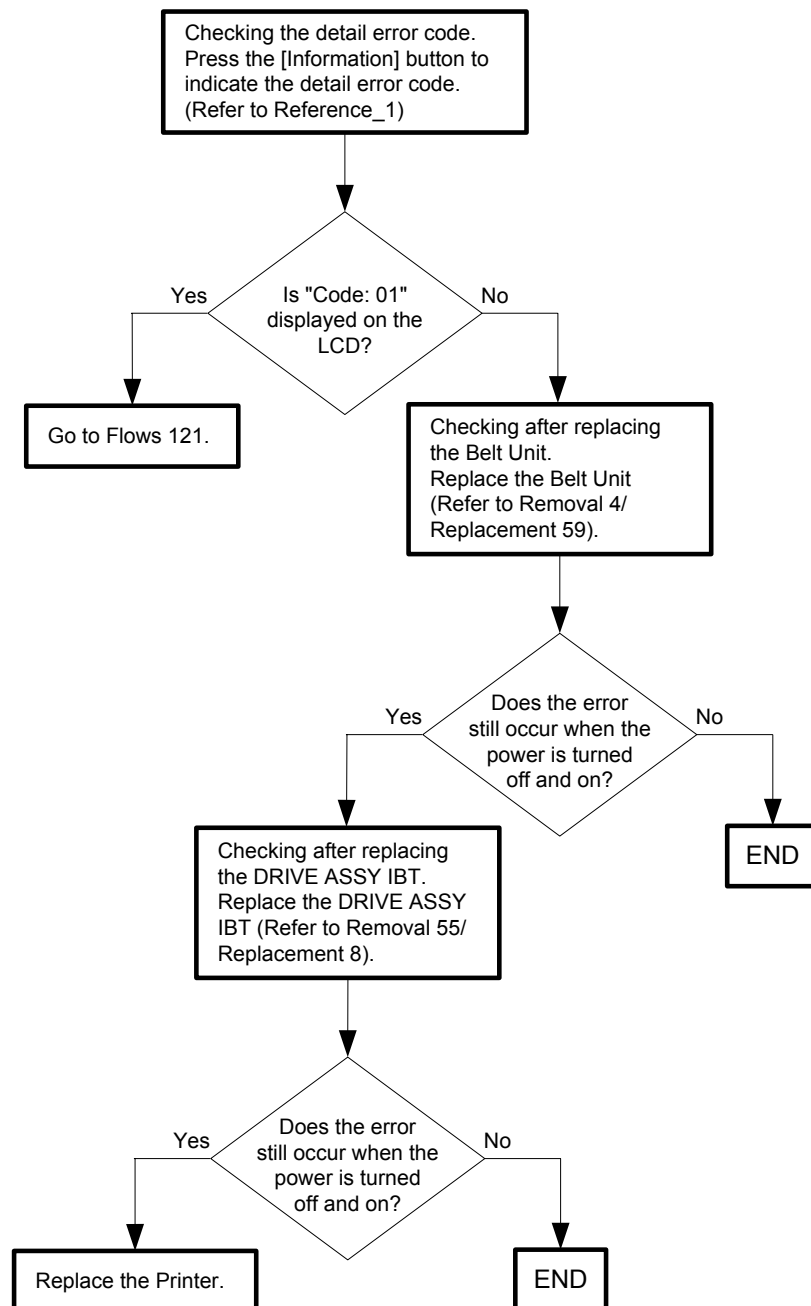 Checking the detail error code.
Press the [Information] button to
indicate the detail error code.
(Refer to Reference_1)
Is "Code: 01"
displayed on the
LCD?
Yes
No
Go to Flows 121.
Checking after replacing
the Belt Unit.
Replace the Belt Unit
(Refer to Removal 4/
Replacement 59).
Does the error
still occur when the
power is turned
off and on?
Yes
No
END
Checking after replacing
the DRIVE ASSY IBT.
Replace the DRIVE ASSY
IBT (Refer to Removal 55/
Replacement 8).
Does the error
still occur when the
power is turned
off and on?
Yes
No
Replace the Printer.
END